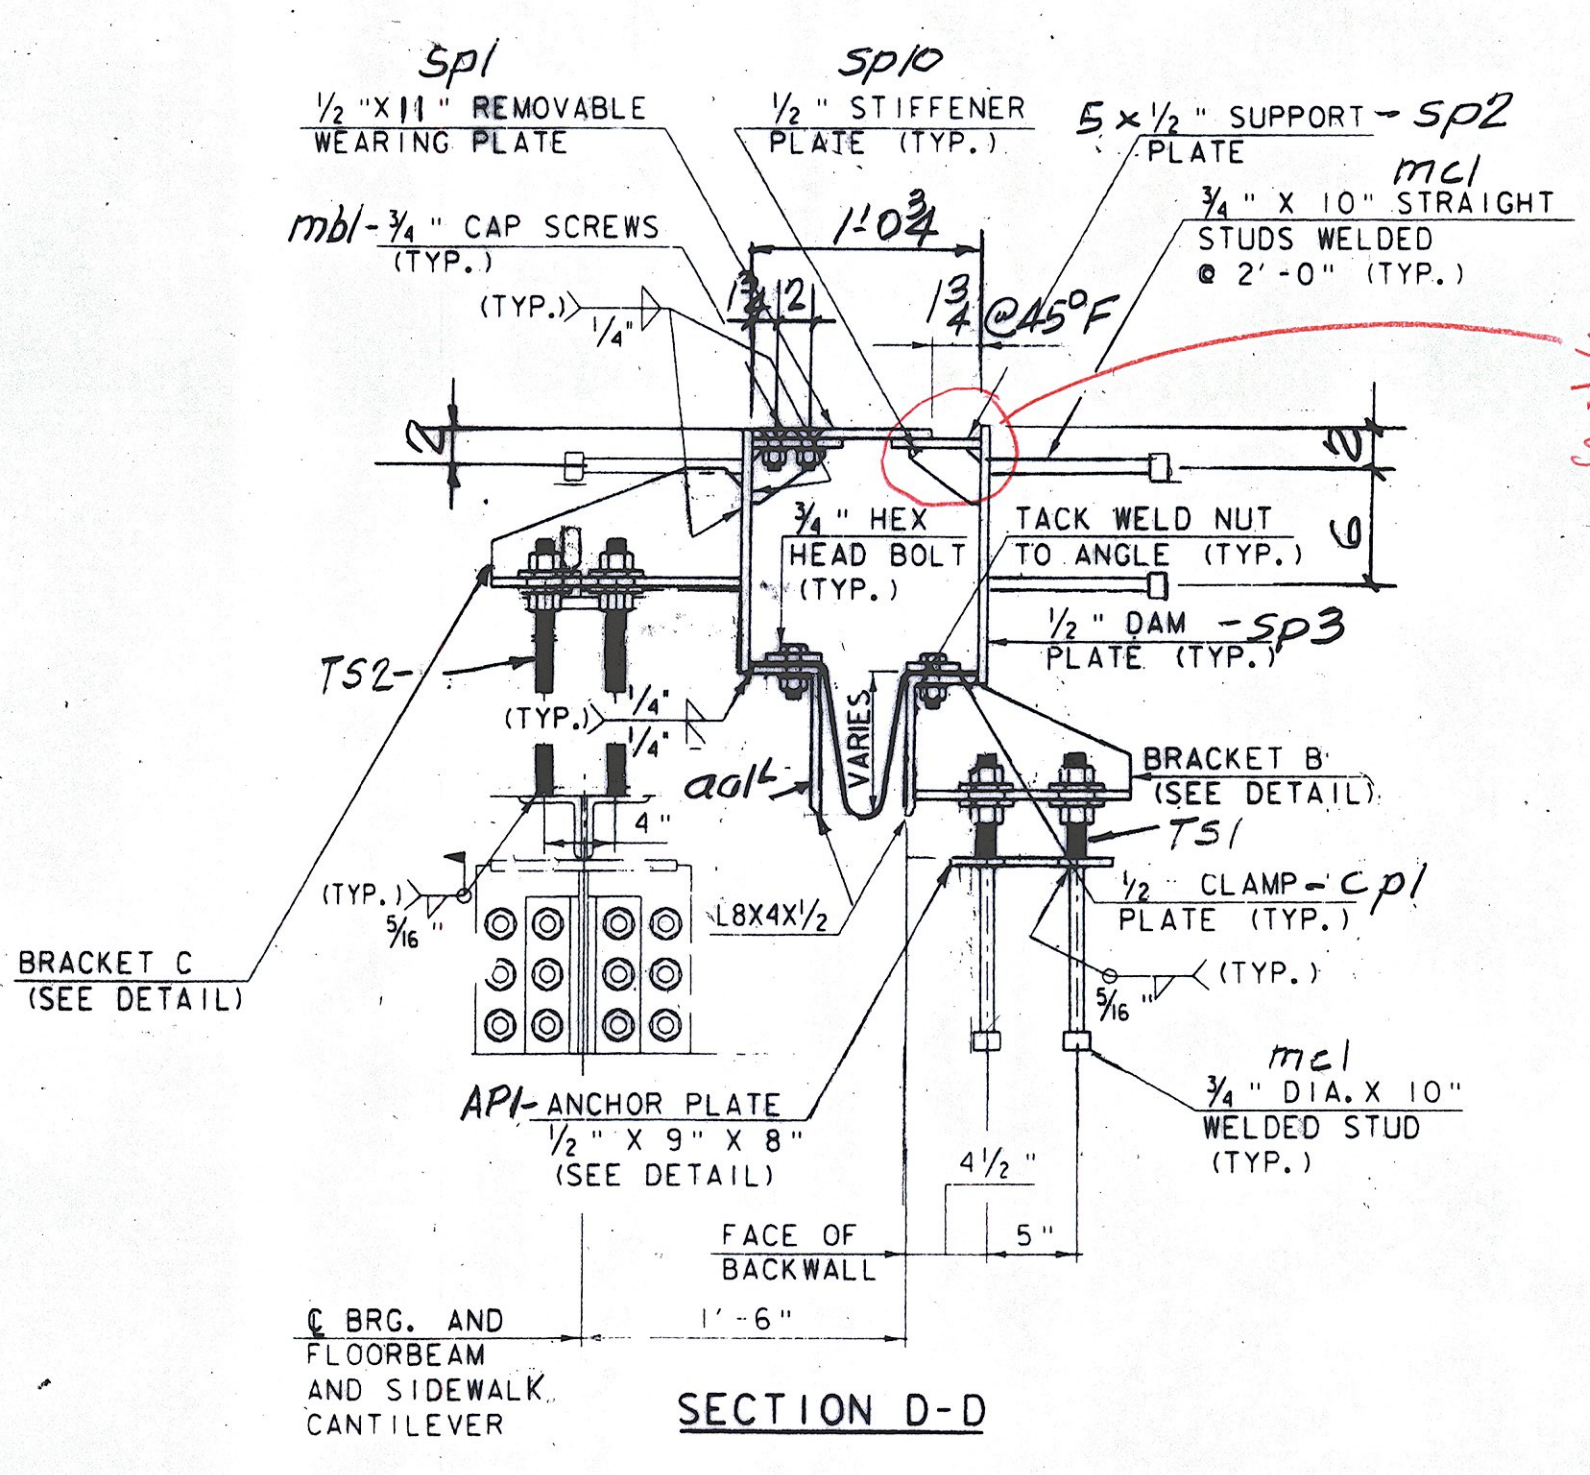 sp1
1/2 "X 11 " REMOVABLE
WEARING PLATE
sp10
1/2 " STIFFENER
PLATE (TYP.)
5 x 1/2 " SUPPORT - sp2
PLATE
mc1
3/4 " X 10" STRAIGHT
STUDS WELDED
@ 2'-0" (TYP.)
mb1- 3/4 " CAP SCREWS
(TYP.)
1'-0 3/4
(TYP.)
1/4"
1 3/4
2
1 3/4 @45°F
2
2
6
3/4 " HEX
HEAD BOLT
(TYP.)
TACK WELD NUT
TO ANGLE (TYP.)
1/2 " DAM - sp3
PLATE (TYP.)
TS2-
(TYP.)
1/4"
1/4"
VARIES
aa1L
BRACKET B
(SEE DETAIL)
TS1
4 "
(TYP.)
5/16 "
L8X4X1/2
1/2 " CLAMP - cp1
PLATE (TYP.)
BRACKET C
(SEE DETAIL)
(TYP.)
5/16 "
AP1- ANCHOR PLATE
1/2 " X 9" X 8"
(SEE DETAIL)
mc1
3/4 " DIA. X 10"
WELDED STUD
(TYP.)
4 1/2 "
FACE OF
BACKWALL
5 "
1'-6"
℄ BRG. AND
FLOORBEAM
AND SIDEWALK
CANTILEVER
SECTION D-D